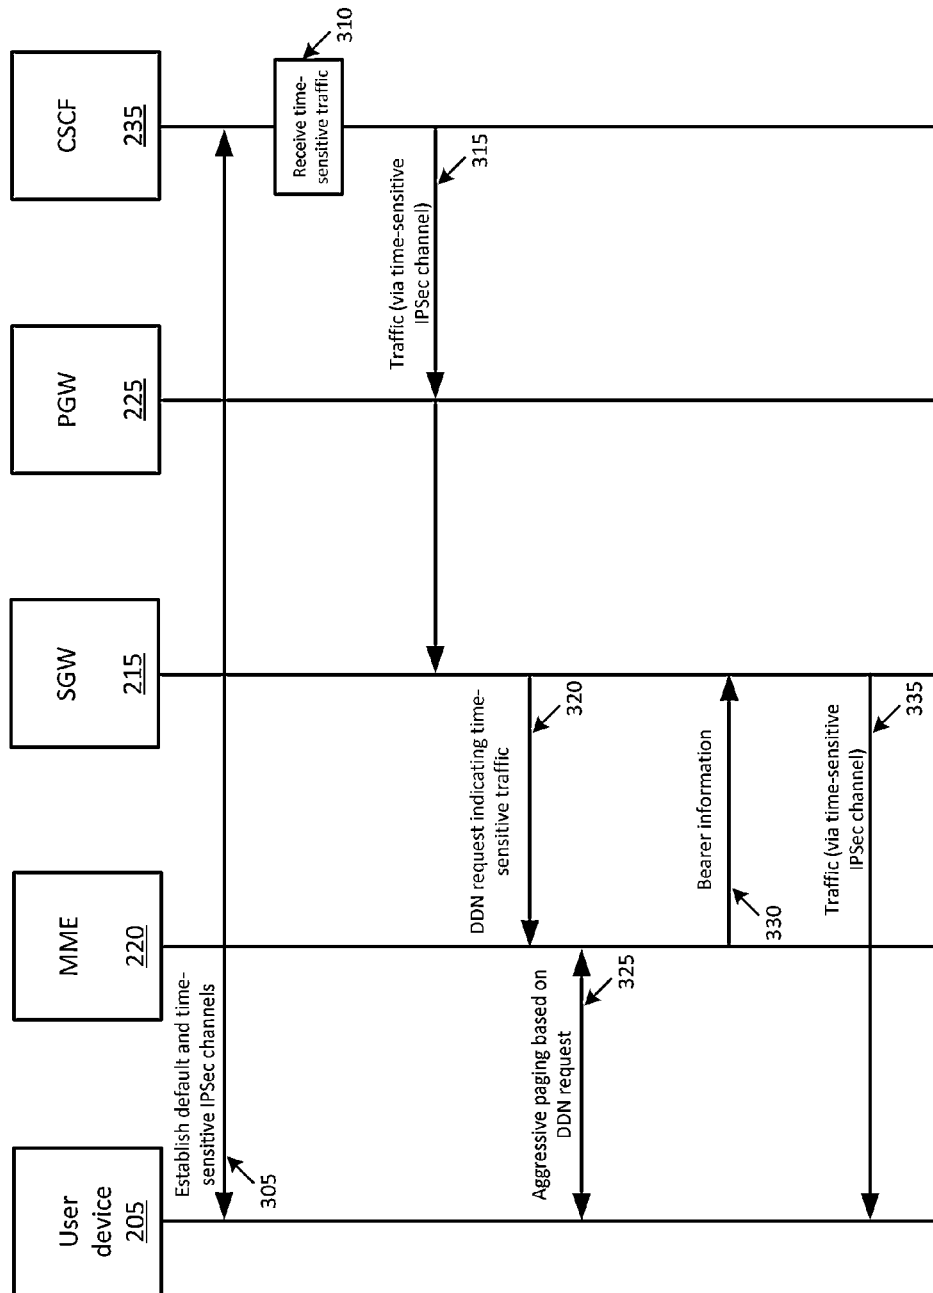 User
device
205
MME
220
SGW
215
PGW
225
CSCF
235
Establish default and time-
sensitive IPSec channels
305
Receive time-
sensitive traffic
310
Traffic (via time-sensitive
IPSec channel)
315
DDN request indicating time-
sensitive traffic
320
Aggressive paging based on
DDN request
325
Bearer information
330
Traffic (via time-sensitive
IPSec channel)
335